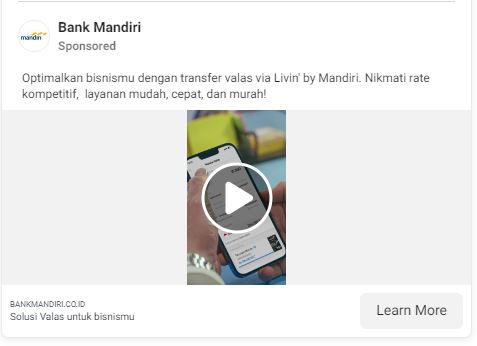 mandiri
Bank Mandiri
Sponsored
Optimalkan bisnismu dengan transfer valas via Livin' by Mandiri. Nikmati rate
kompetitif, layanan mudah, cepat, dan murah!
BANKMANDIRI.CO.ID
Solusi Valas untuk bisnismu
Learn More